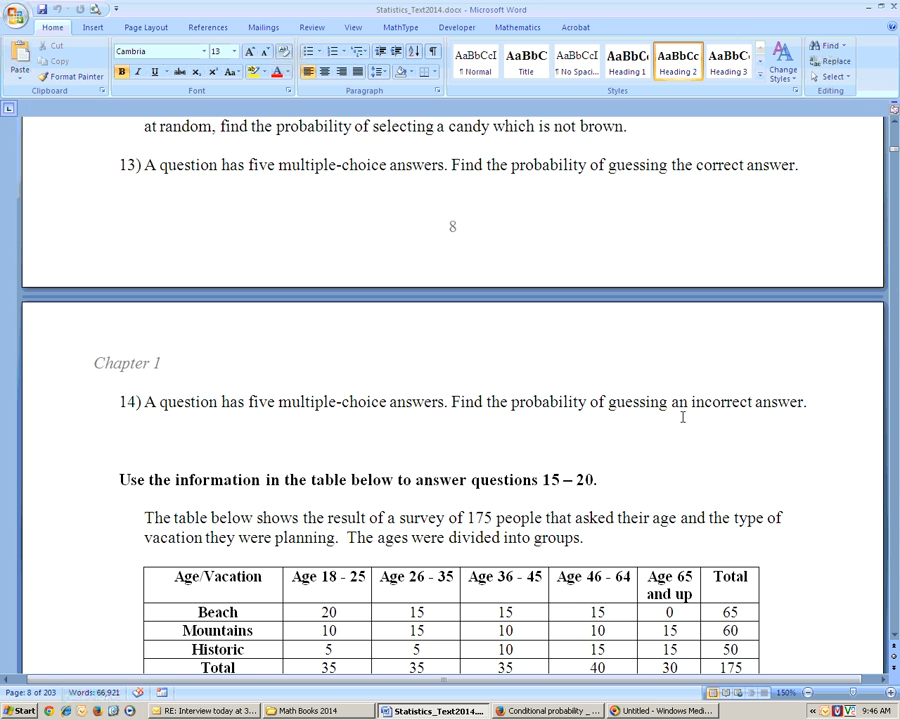 Statistics_Text2014.docx - Microsoft Word
Home Insert Page Layout References Mailings Review View MathType Developer Mathematics Acrobat
Paste Cut Copy Format Painter Clipboard
Cambria 13 Font
Paragraph
AaBbCcI ¶ Normal AaBbC Title AaBbCcI ¶ No Spaci... AaBbC Heading 1 AaBbCc Heading 2 AaBbC Heading 3 Change Styles Styles
Find Replace Select Editing
at random, find the probability of selecting a candy which is not brown.
13) A question has five multiple-choice answers. Find the probability of guessing the correct answer.
8
Chapter 1
14) A question has five multiple-choice answers. Find the probability of guessing an incorrect answer.
Use the information in the table below to answer questions 15 – 20.
The table below shows the result of a survey of 175 people that asked their age and the type of
vacation they were planning. The ages were divided into groups.
Age/Vacation Age 18 - 25 Age 26 - 35 Age 36 - 45 Age 46 - 64 Age 65 and up Total
Beach 20 15 15 15 0 65
Mountains 10 15 10 10 15 60
Historic 5 5 10 15 15 50
Total 35 35 35 40 30 175
Page: 8 of 203 Words: 66,921 150%
Start RE: Interview today at 3... Math Books 2014 Statistics_Text2014.... Conditional probability _ ... Untitled - Windows Medi... 9:46 AM